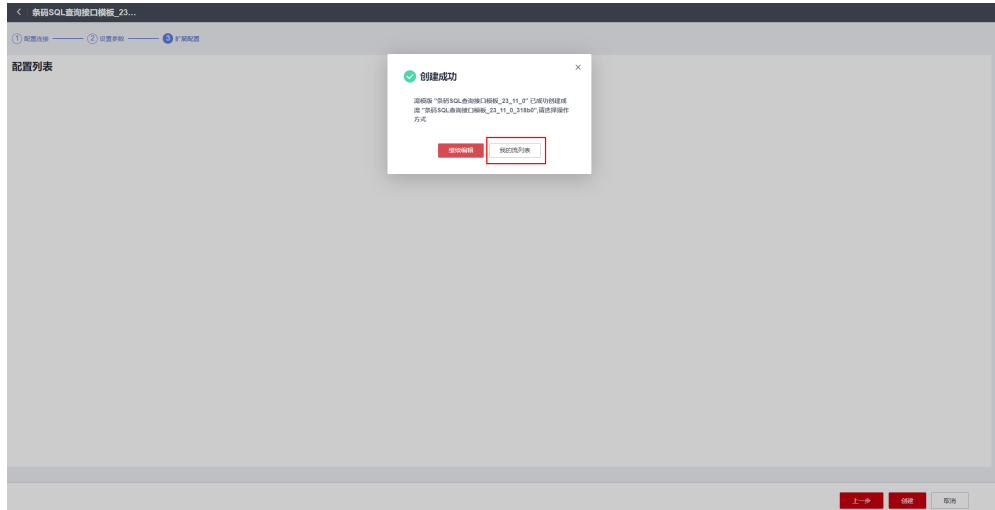 条码SQL查询接口模板_23...
1 配置连接
2 设置参数
3 扩展配置
配置列表
创建成功
流模版 "条码SQL查询接口模板_23_11_0" 已成功创建成
流 "条码SQL查询接口模板_23_11_0_318b0",请选择操作
方式
继续编辑 我的流列表
上一步 创建 取消